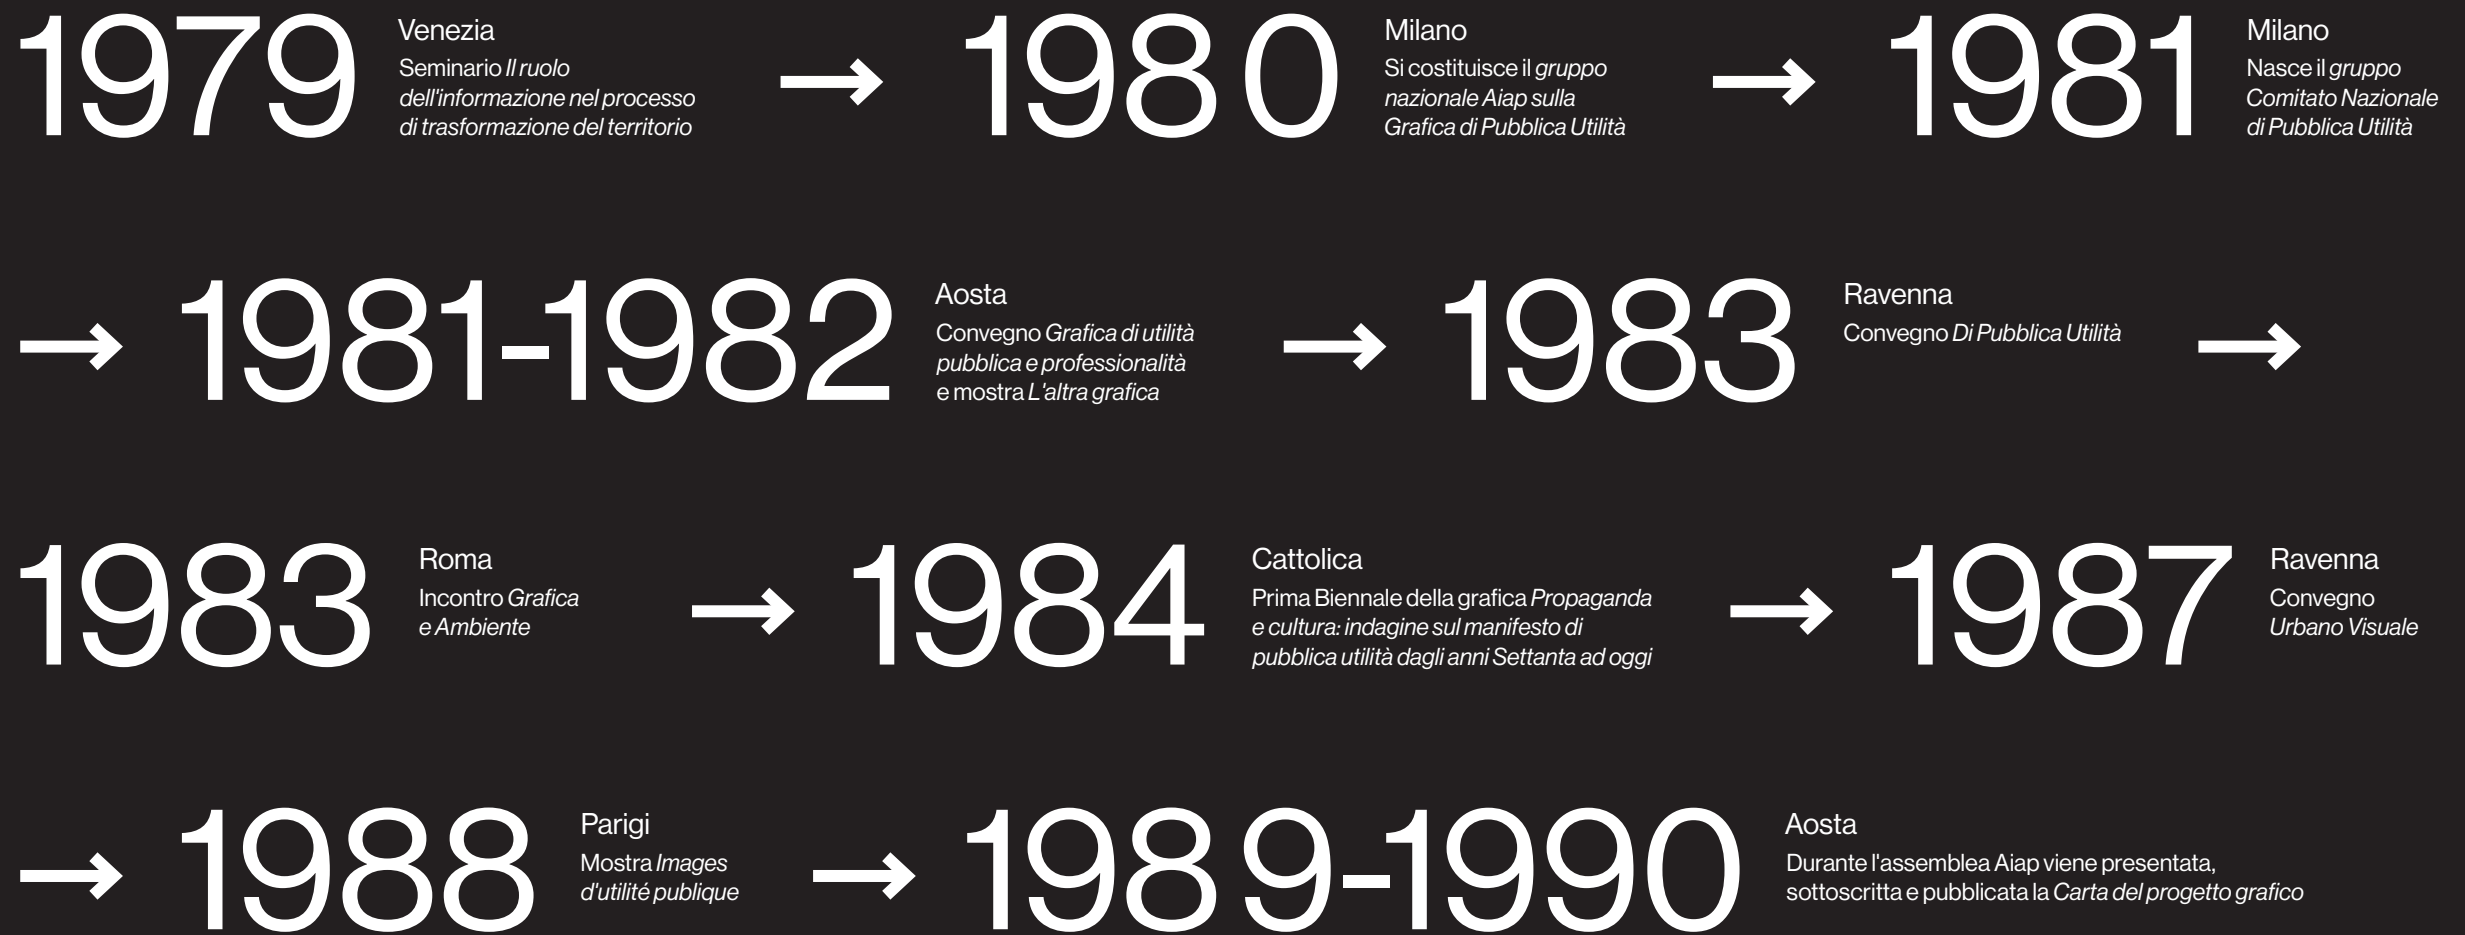 1979
Venezia
Seminario Il ruolo
dell'informazione nel processo
di trasformazione del territorio
→
1980
Milano
Si costituisce il gruppo
nazionale Aiap sulla
Grafica di Pubblica Utilità
→
1981
Milano
Nasce il gruppo
Comitato Nazionale
di Pubblica Utilità
→
1981-1982
Aosta
Convegno Grafica di utilità
pubblica e professionalità
e mostra L'altra grafica
→
1983
Ravenna
Convegno Di Pubblica Utilità
→
1983
Roma
Incontro Grafica
e Ambiente
→
1984
Cattolica
Prima Biennale della grafica Propaganda
e cultura: indagine sul manifesto di
pubblica utilità dagli anni Settanta ad oggi
→
1987
Ravenna
Convegno
Urbano Visuale
→
1988
Parigi
Mostra Images
d'utilité publique
→
1989-1990
Aosta
Durante l'assemblea Aiap viene presentata,
sottoscritta e pubblicata la Carta del progetto grafico